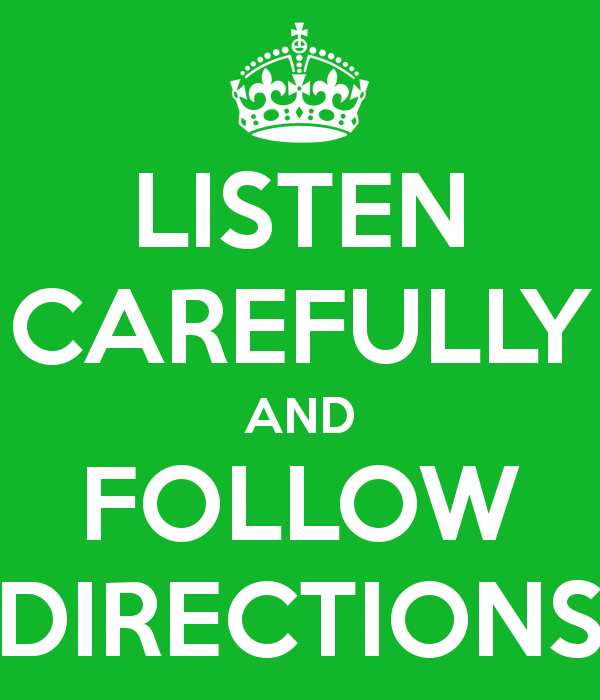 LISTEN
CAREFULLY
AND
FOLLOW
DIRECTIONS